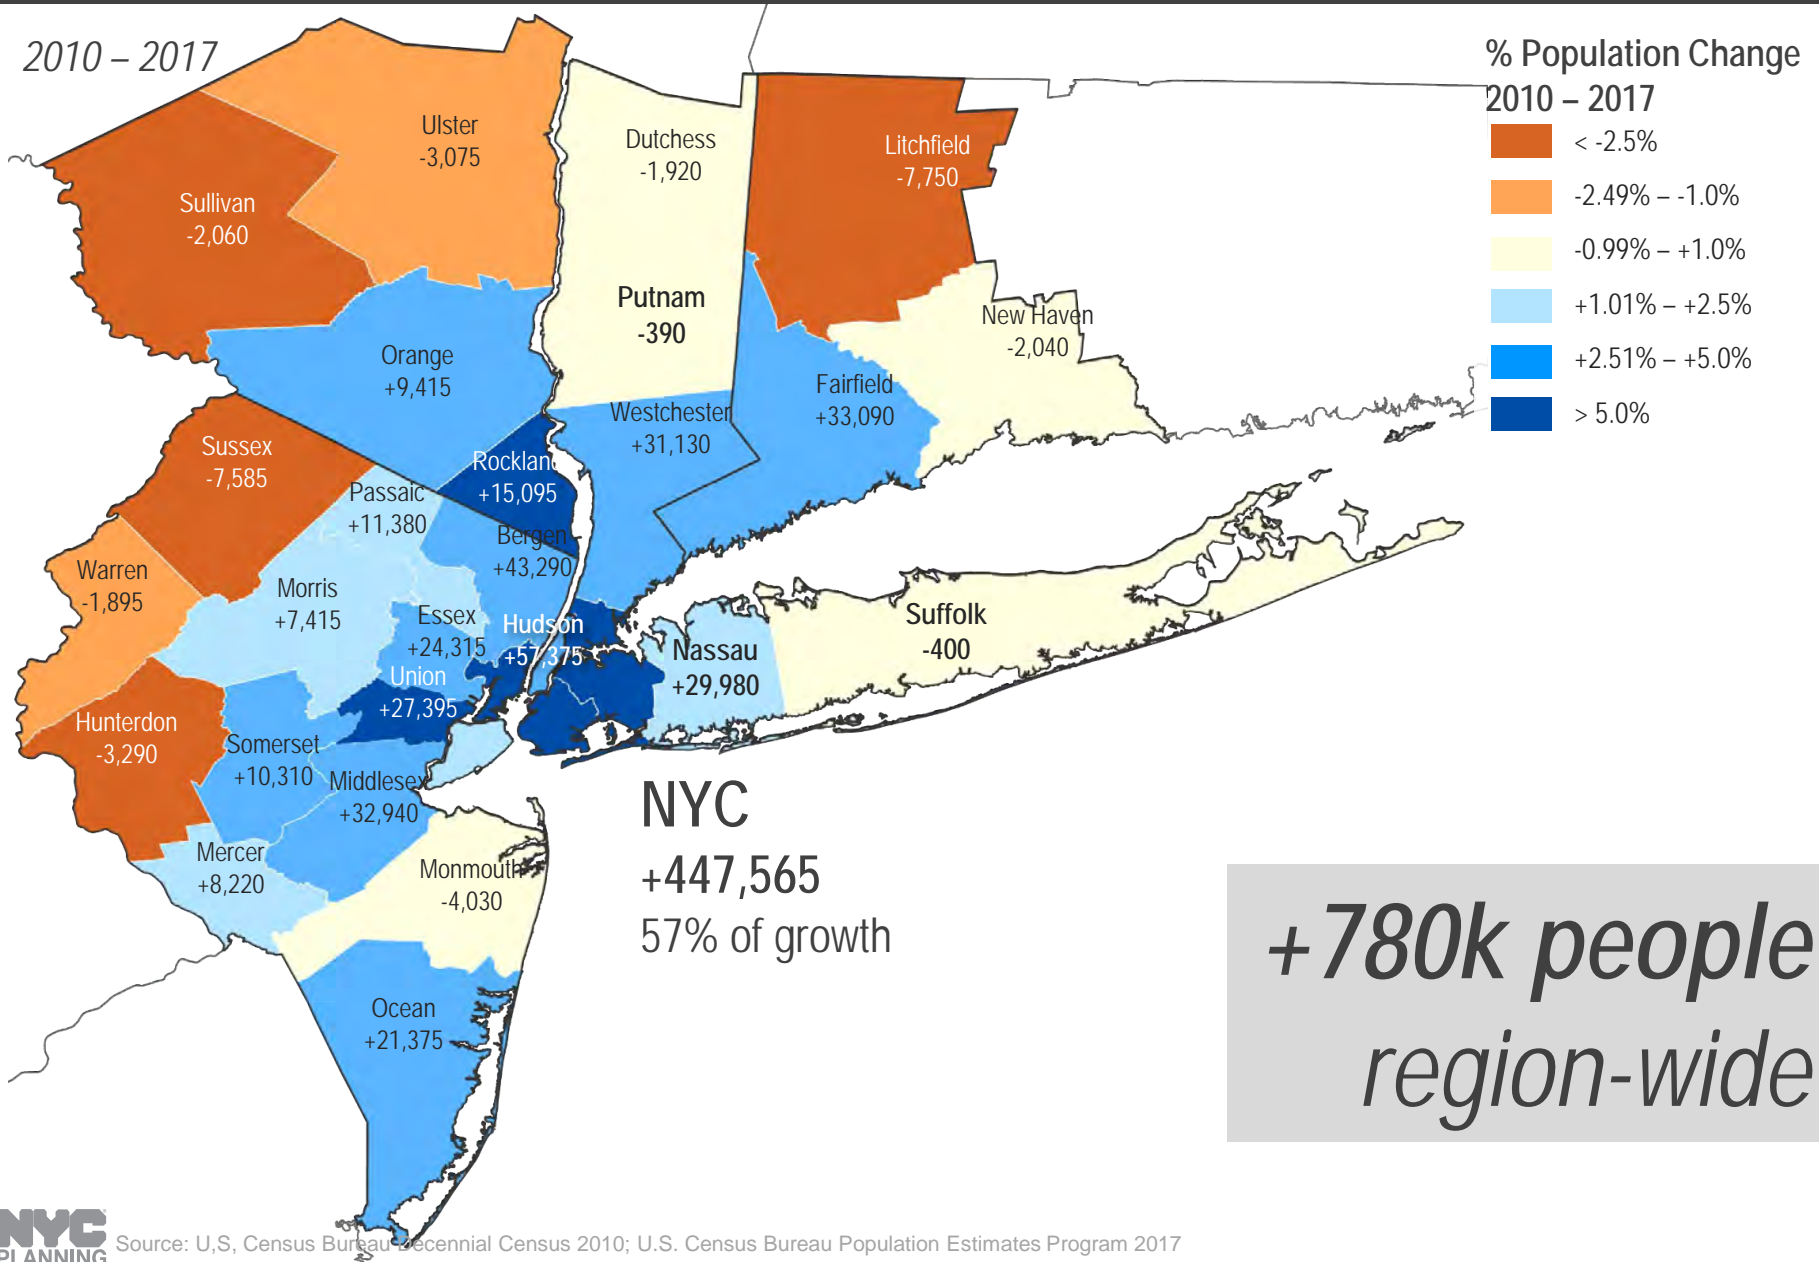 2010 – 2017
% Population Change
2010 – 2017
< -2.5%
-2.49% – -1.0%
-0.99% – +1.0%
+1.01% – +2.5%
+2.51% – +5.0%
> 5.0%
Ulster
-3,075
Dutchess
-1,920
Litchfield
-7,750
Sullivan
-2,060
Putnam
-390
New Haven
-2,040
Orange
+9,415
Fairfield
+33,090
Westchester
+31,130
Sussex
-7,585
Rockland
+15,095
Passaic
+11,380
Bergen
+43,290
Warren
-1,895
Morris
+7,415
Essex
+24,315
Hudson
+57,375
Suffolk
-400
Nassau
+29,980
Union
+27,395
Hunterdon
-3,290
Somerset
+10,310
Middlesex
+32,940
Mercer
+8,220
Monmouth
-4,030
Ocean
+21,375
NYC
+447,565
57% of growth
+780k people
region-wide
NYC
PLANNING
Source: U,S, Census Bureau Decennial Census 2010; U.S. Census Bureau Population Estimates Program 2017